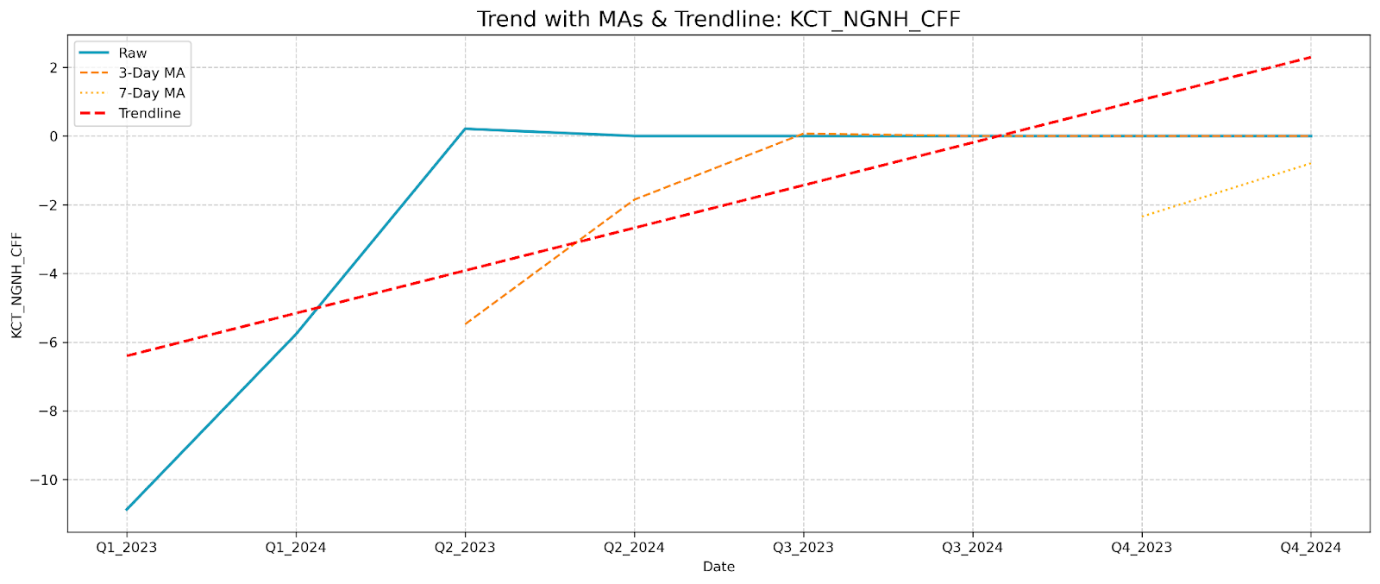 Trend with MAs & Trendline: KCT_NGNH_CFF
Raw
3-Day MA
7-Day MA
Trendline
2
0
−2
−4
−6
−8
−10
KCT_NGNH_CFF
Q1_2023 Q1_2024 Q2_2023 Q2_2024 Q3_2023 Q3_2024 Q4_2023 Q4_2024
Date